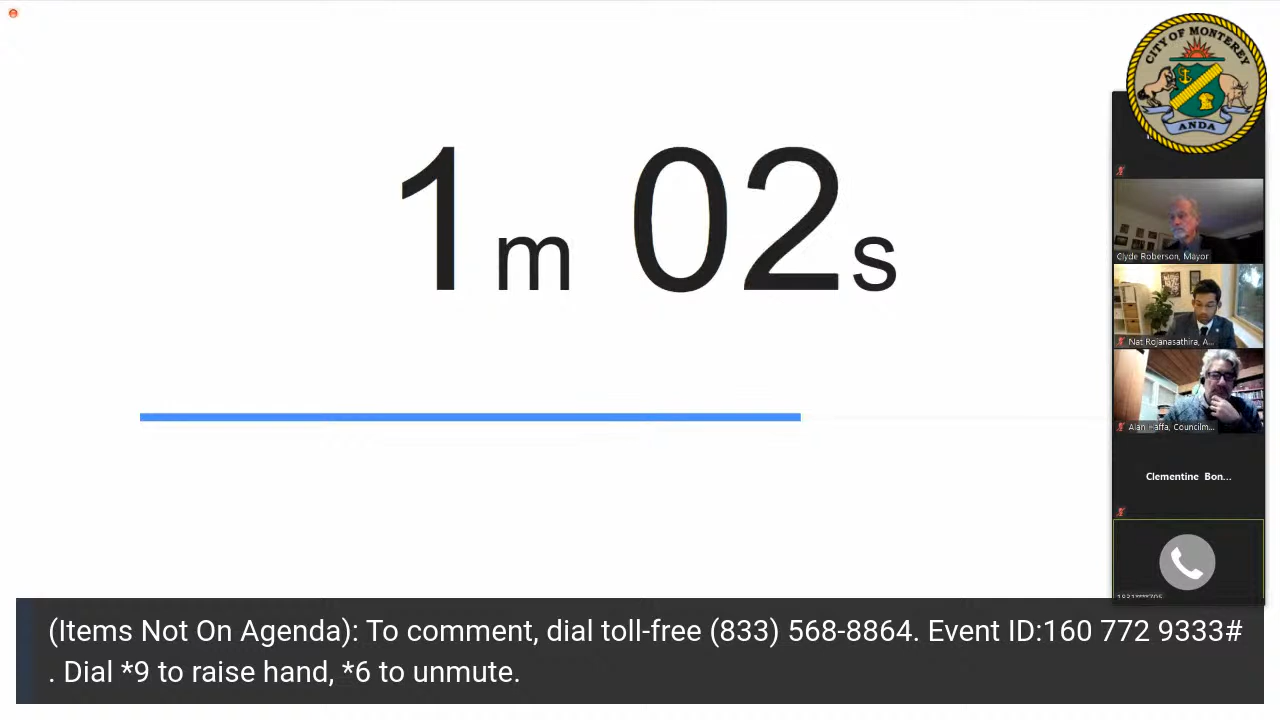 CITY OF MONTEREY
ANDA
1 m 02 s
Clyde Roberson, Mayor
Nat Rojanasathira, A...
Alan Haffa, Councilm...
Clementine Bon...
(Items Not On Agenda): To comment, dial toll-free (833) 568-8864. Event ID:160 772 9333#
. Dial *9 to raise hand, *6 to unmute.